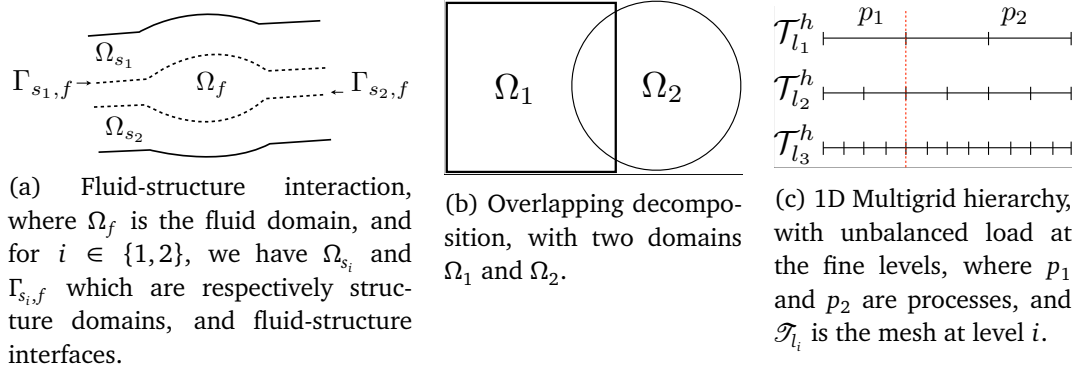 Ω_{s_1}
Γ_{s_1,f}
Ω_f
Γ_{s_2,f}
Ω_{s_2}
(a) Fluid-structure interaction,
where Ω_f is the fluid domain, and
for i ∈ {1,2}, we have Ω_{s_i} and
Γ_{s_i,f} which are respectively struc-
ture domains, and fluid-structure
interfaces.
Ω_1
Ω_2
(b) Overlapping decompo-
sition, with two domains
Ω_1 and Ω_2.
p_1 p_2
𝒯^h_{l_1}
𝒯^h_{l_2}
𝒯^h_{l_3}
(c) 1D Multigrid hierarchy,
with unbalanced load at
the fine levels, where p_1
and p_2 are processes, and
𝒯_{l_i} is the mesh at level i.